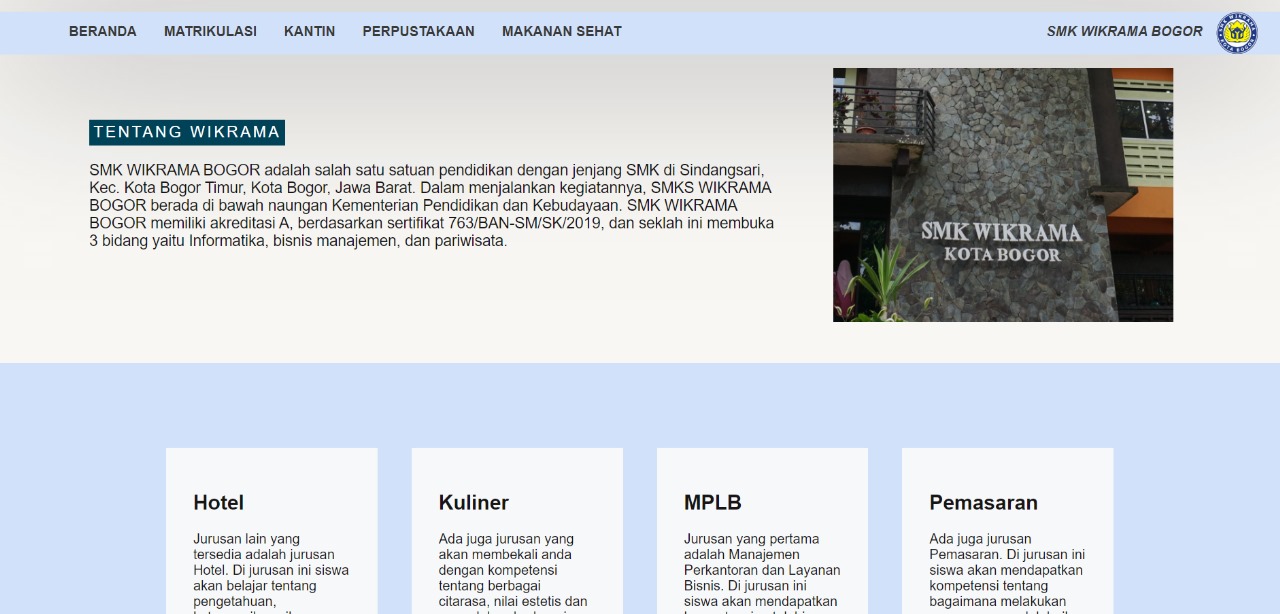 BERANDA MATRIKULASI KANTIN PERPUSTAKAAN MAKANAN SEHAT SMK WIKRAMA BOGOR
TENTANG WIKRAMA
SMK WIKRAMA BOGOR adalah salah satu satuan pendidikan dengan jenjang SMK di Sindangsari,
Kec. Kota Bogor Timur, Kota Bogor, Jawa Barat. Dalam menjalankan kegiatannya, SMKS WIKRAMA
BOGOR berada di bawah naungan Kementerian Pendidikan dan Kebudayaan. SMK WIKRAMA
BOGOR memiliki akreditasi A, berdasarkan sertifikat 763/BAN-SM/SK/2019, dan seklah ini membuka
3 bidang yaitu Informatika, bisnis manajemen, dan pariwisata.
SMK WIKRAMA
KOTA BOGOR
Hotel
Jurusan lain yang
tersedia adalah jurusan
Hotel. Di jurusan ini siswa
akan belajar tentang
pengetahuan,
Kuliner
Ada juga jurusan yang
akan membekali anda
dengan kompetensi
tentang berbagai
citarasa, nilai estetis dan
MPLB
Jurusan yang pertama
adalah Manajemen
Perkantoran dan Layanan
Bisnis. Di jurusan ini
siswa akan mendapatkan
Pemasaran
Ada juga jurusan
Pemasaran. Di jurusan ini
siswa akan mendapatkan
kompetensi tentang
bagaimana melakukan